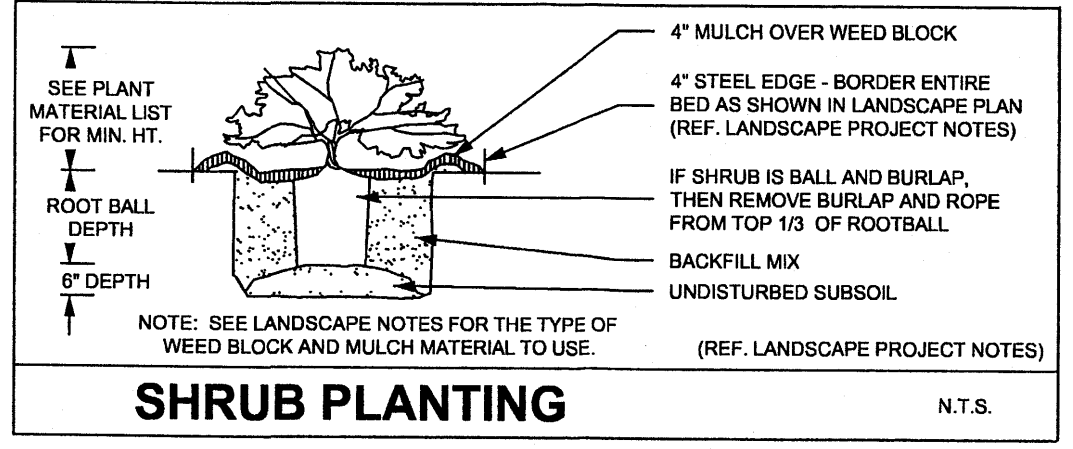 4" MULCH OVER WEED BLOCK
4" STEEL EDGE - BORDER ENTIRE
BED AS SHOWN IN LANDSCAPE PLAN
(REF. LANDSCAPE PROJECT NOTES)
SEE PLANT
MATERIAL LIST
FOR MIN. HT.
IF SHRUB IS BALL AND BURLAP,
THEN REMOVE BURLAP AND ROPE
FROM TOP 1/3 OF ROOTBALL
ROOT BALL
DEPTH
BACKFILL MIX
6" DEPTH
UNDISTURBED SUBSOIL
NOTE: SEE LANDSCAPE NOTES FOR THE TYPE OF
WEED BLOCK AND MULCH MATERIAL TO USE.
(REF. LANDSCAPE PROJECT NOTES)
SHRUB PLANTING
N.T.S.